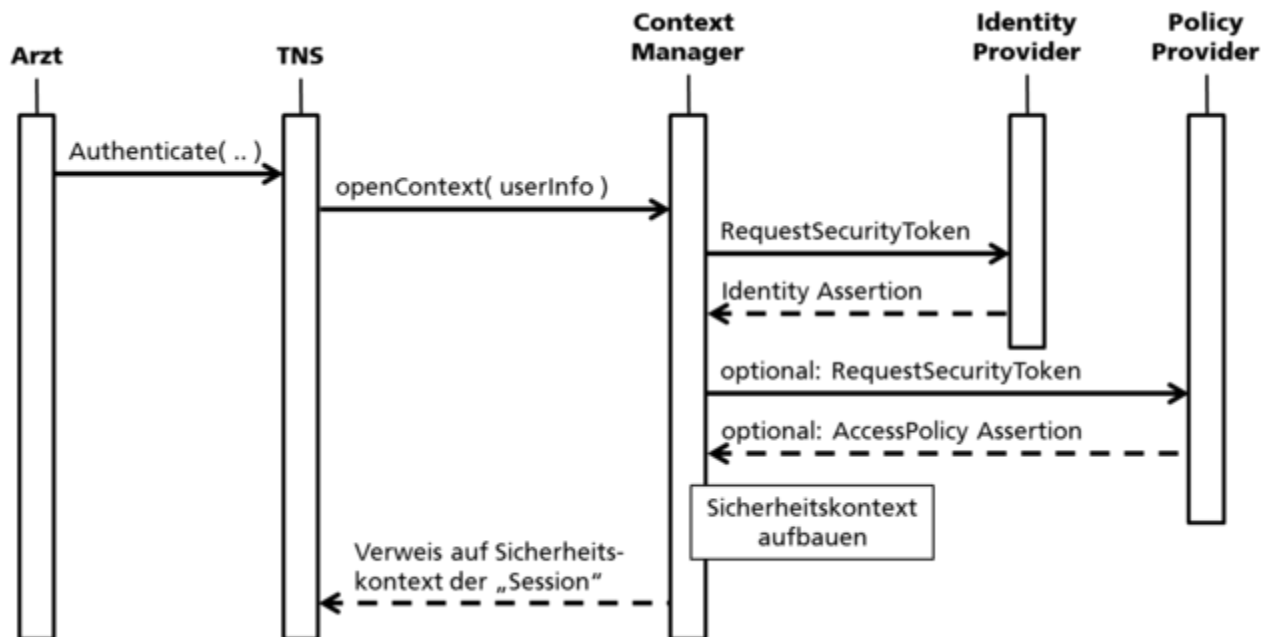 Arzt
TNS
Context
Manager
Identity
Provider
Policy
Provider
Authenticate( .. )
openContext( userInfo )
RequestSecurityToken
Identity Assertion
optional: RequestSecurityToken
optional: AccessPolicy Assertion
Sicherheitskontext
aufbauen
Verweis auf Sicherheits-
kontext der „Session“